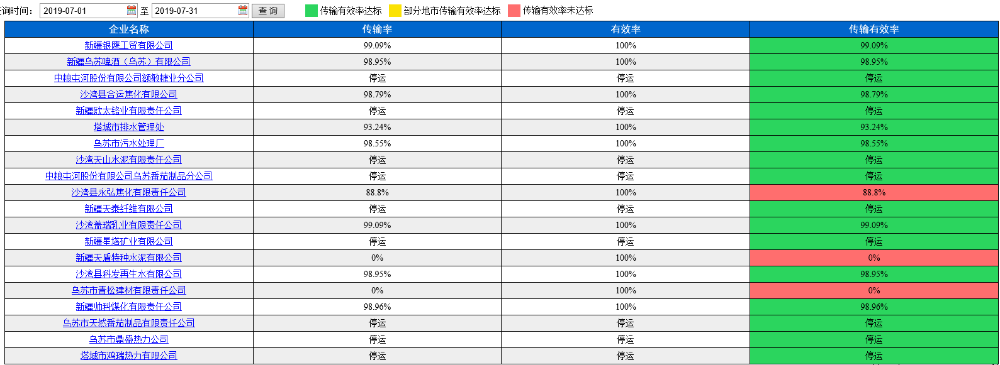 查询时间： 2019-07-01 至 2019-07-31 查 询 传输有效率达标 部分地市传输有效率达标 传输有效率未达标
企业名称 传输率 有效率 传输有效率
新疆银鹰工贸有限公司 99.09% 100% 99.09%
新疆乌苏啤酒（乌苏）有限公司 98.95% 100% 98.95%
中粮屯河股份有限公司额敏糖业分公司 停运 停运 停运
沙湾县合运焦化有限公司 98.79% 100% 98.79%
新疆欧太铬业有限责任公司 停运 停运 停运
塔城市排水管理处 93.24% 100% 93.24%
乌苏市污水处理厂 98.55% 100% 98.55%
沙湾天山水泥有限责任公司 停运 停运 停运
中粮屯河股份有限公司乌苏番茄制品分公司 停运 停运 停运
沙湾县永弘焦化有限责任公司 88.8% 100% 88.8%
新疆天泰纤维有限公司 停运 停运 停运
沙湾盖瑞乳业有限责任公司 99.09% 100% 99.09%
新疆星塔矿业有限公司 停运 停运 停运
新疆天盾特种水泥有限公司 0% 100% 0%
沙湾县科发再生水有限公司 98.95% 100% 98.95%
乌苏市青松建材有限责任公司 0% 100% 0%
新疆帅科煤化有限责任公司 98.96% 100% 98.96%
乌苏市天然番茄制品有限责任公司 停运 停运 停运
乌苏市鼎盛热力公司 停运 停运 停运
塔城市鸿瑞热力有限公司 停运 停运 停运